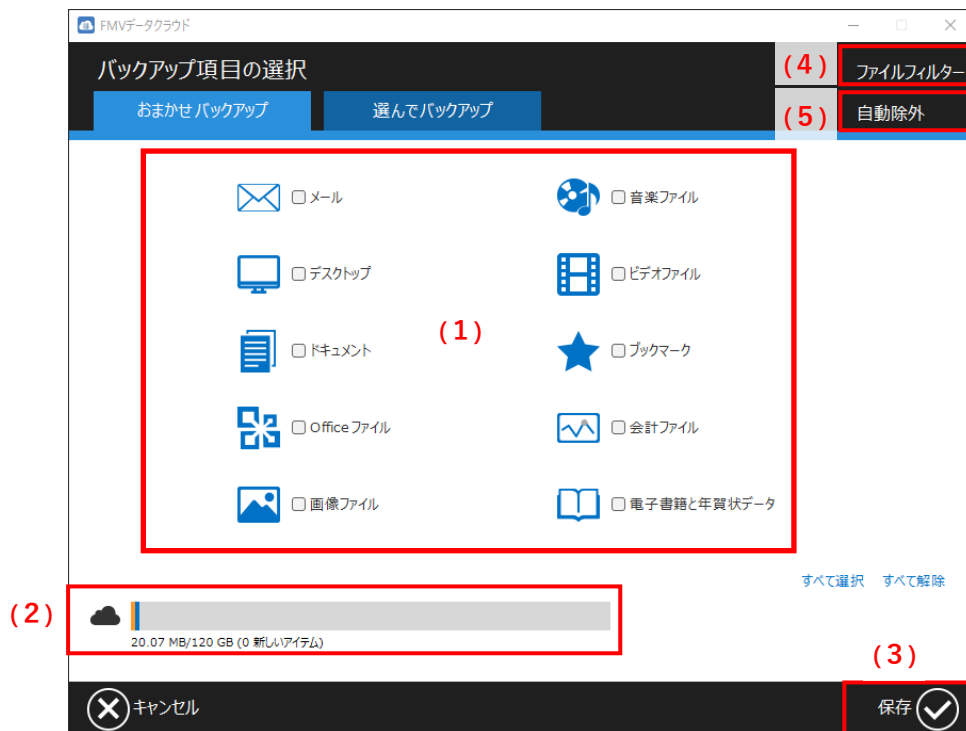 FMVデータクラウド
バックアップ項目の選択
(4)
ファイルフィルター
おまかせ バックアップ
選んでバックアップ
(5)
自動除外
メール
音楽ファイル
デスクトップ
ビデオファイル
(1)
ドキュメント
ブックマーク
Office ファイル
会計ファイル
画像ファイル
電子書籍と年賀状データ
すべて選択 すべて解除
(2)
20.07 MB/120 GB (0 新しいアイテム)
(3)
キャンセル
保存